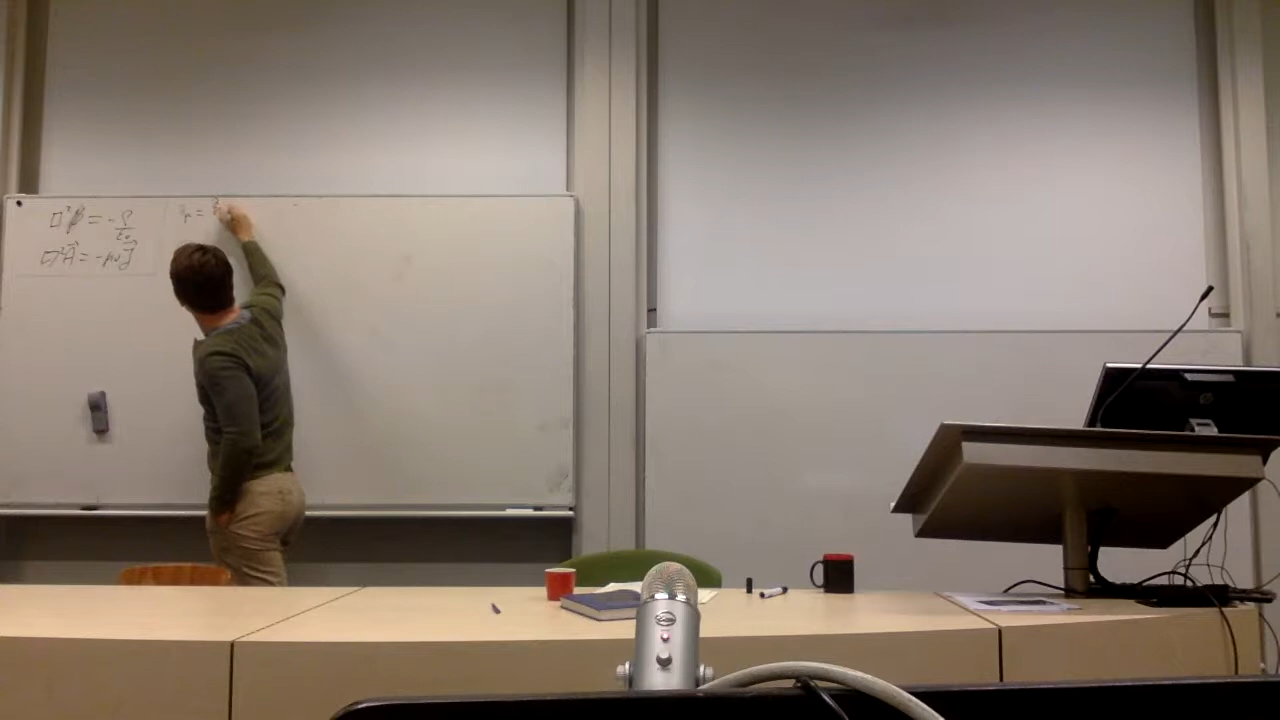 □²φ = -ρ/ε₀
□²A⃗ = -μ₀J⃗